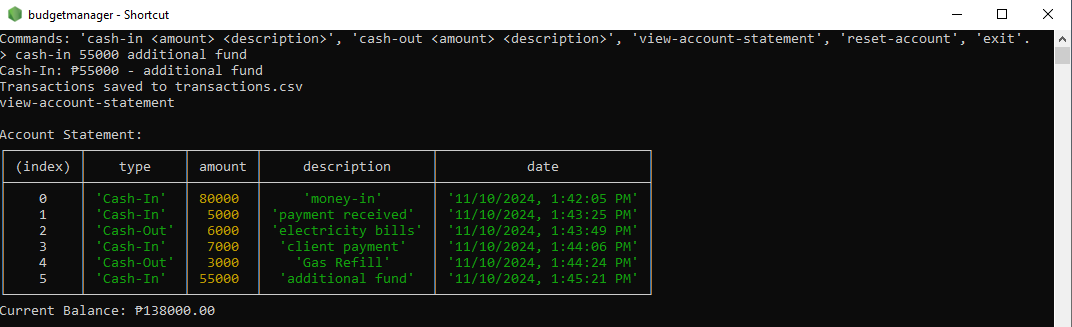 budgetmanager - Shortcut
Commands: 'cash-in <amount> <description>', 'cash-out <amount> <description>', 'view-account-statement', 'reset-account', 'exit'.
> cash-in 55000 additional fund
Cash-In: ₱55000 - additional fund
Transactions saved to transactions.csv
view-account-statement
Account Statement:
(index) type amount description date
0 'Cash-In' 80000 'money-in' '11/10/2024, 1:42:05 PM'
1 'Cash-In' 5000 'payment received' '11/10/2024, 1:43:25 PM'
2 'Cash-Out' 6000 'electricity bills' '11/10/2024, 1:43:49 PM'
3 'Cash-In' 7000 'client payment' '11/10/2024, 1:44:06 PM'
4 'Cash-Out' 3000 'Gas Refill' '11/10/2024, 1:44:24 PM'
5 'Cash-In' 55000 'additional fund' '11/10/2024, 1:45:21 PM'
Current Balance: ₱138000.00